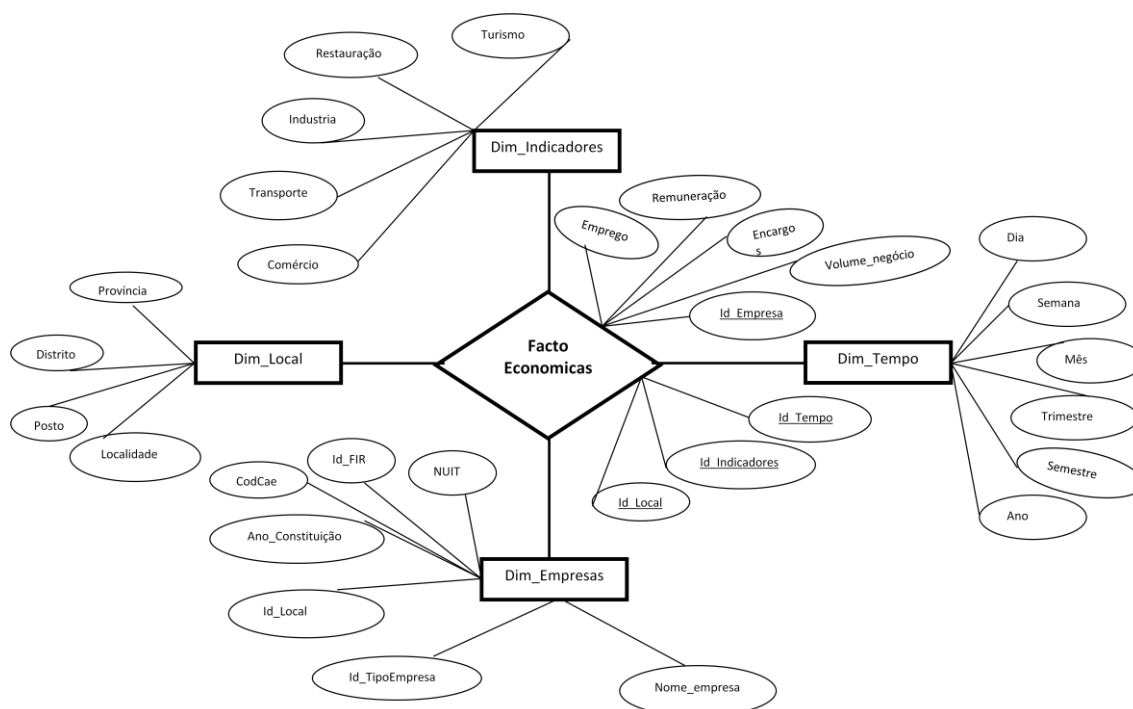 Turismo
Restauração
Industria
Dim_Indicadores
Transporte
Remuneração
Emprego
Encargo
s
Dia
Comércio
Volume_negócio
Província
Semana
Id_Empresa
Distrito
Dim_Local
Facto
Economicas
Dim_Tempo
Mês
Posto
Id_Tempo
Trimestre
Localidade
Id_FIR
NUIT
Id_Indicadores
Semestre
CodCae
Id_Local
Ano
Ano_Constituição
Dim_Empresas
Id_Local
Id_TipoEmpresa
Nome_empresa